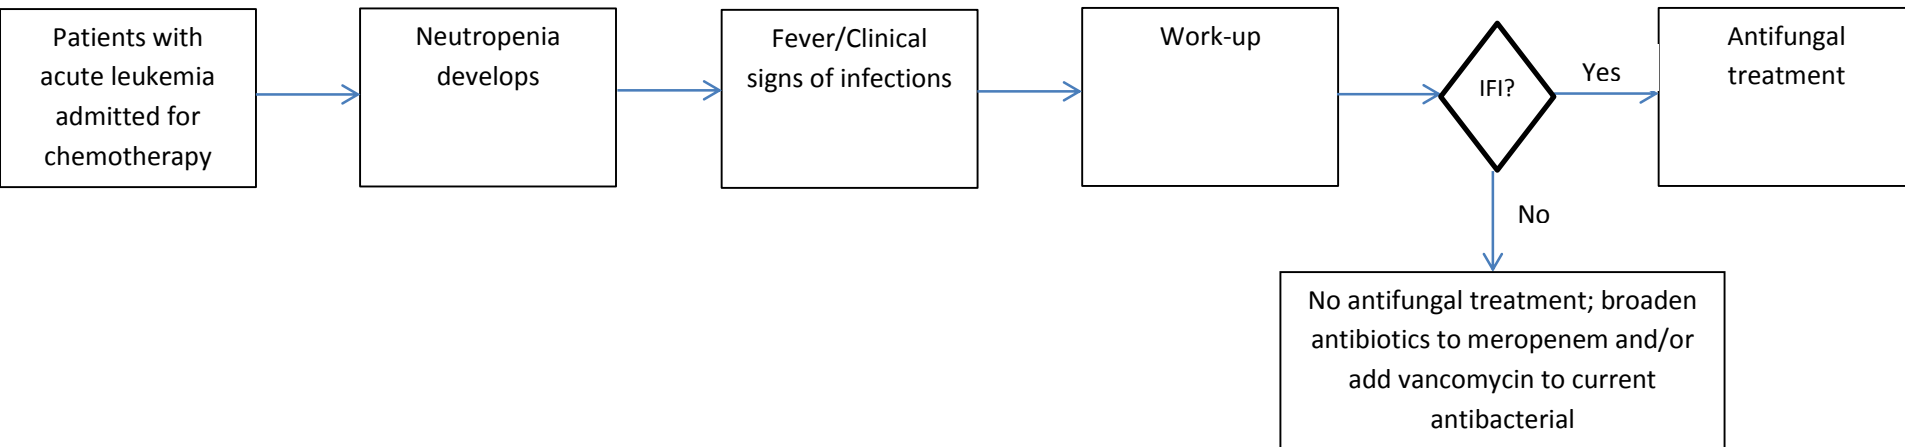 Patients with
acute leukemia
admitted for
chemotherapy
Neutropenia
develops
Fever/Clinical
signs of infections
Work-up
IFI?
Yes
Antifungal
treatment
No
No antifungal treatment; broaden
antibiotics to meropenem and/or
add vancomycin to current
antibacterial